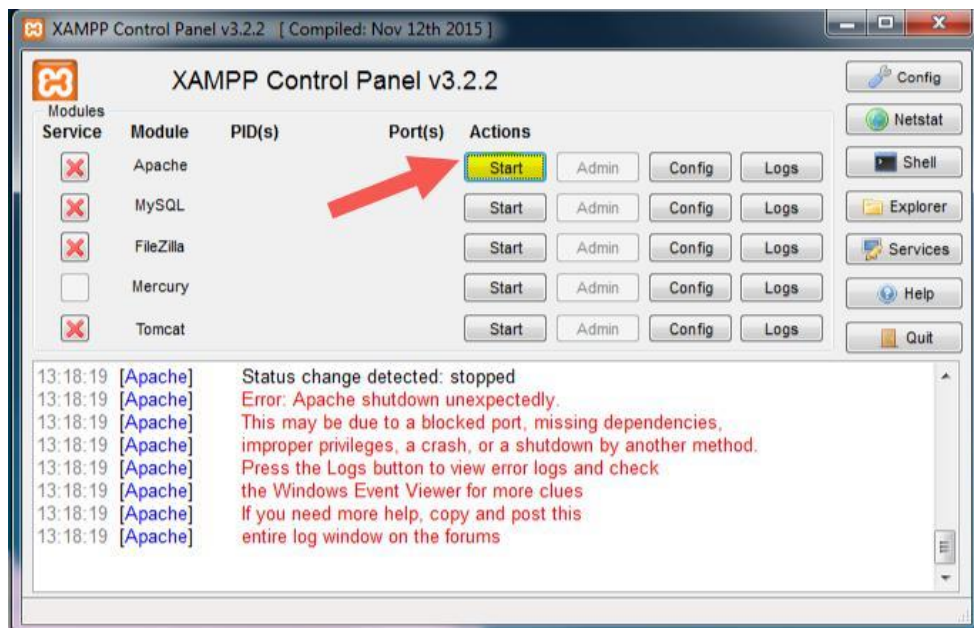 XAMPP Control Panel v3.2.2 [ Compiled: Nov 12th 2015 ]
XAMPP Control Panel v3.2.2
Config
Modules
Service Module PID(s) Port(s) Actions
Netstat
Apache Start Admin Config Logs
Shell
MySQL Start Admin Config Logs
Explorer
FileZilla Start Admin Config Logs
Services
Mercury Start Admin Config Logs
Help
Tomcat Start Admin Config Logs
Quit
13:18:19 [Apache] Status change detected: stopped
13:18:19 [Apache] Error: Apache shutdown unexpectedly.
13:18:19 [Apache] This may be due to a blocked port, missing dependencies,
13:18:19 [Apache] improper privileges, a crash, or a shutdown by another method.
13:18:19 [Apache] Press the Logs button to view error logs and check
13:18:19 [Apache] the Windows Event Viewer for more clues
13:18:19 [Apache] If you need more help, copy and post this
13:18:19 [Apache] entire log window on the forums